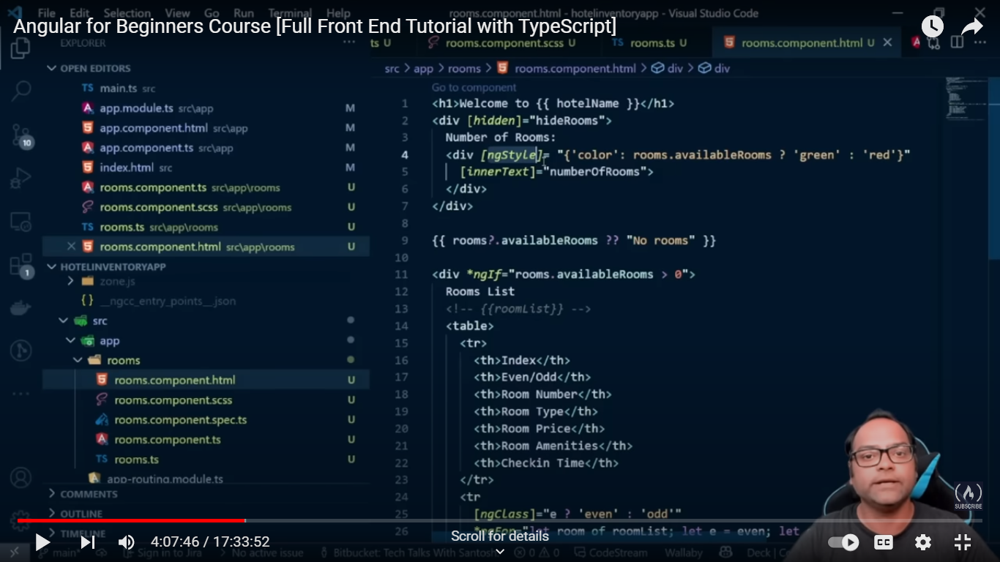 File Edit Selection View Go Run Terminal Help rooms.component.html - hotelinventoryapp - Visual Studio Code
Angular for Beginners Course [Full Front End Tutorial with TypeScript]
EXPLORER ...
ts U rooms.component.scss U TS rooms.ts U rooms.component.html U
OPEN EDITORS
src > app > rooms > rooms.component.html > div > div
TS main.ts src
app.module.ts src\app M
app.component.html src\app M
app.component.ts src\app M
index.html src M
rooms.component.ts src\app\rooms U
rooms.component.scss src\app\rooms U
TS rooms.ts src\app\rooms U
rooms.component.html src\app\rooms U
HOTELINVENTORYAPP
zone.js
{} __ngcc_entry_points__.json
src
app
rooms
rooms.component.html U
rooms.component.scss U
rooms.component.spec.ts U
rooms.component.ts U
TS rooms.ts U
app-routing.module.ts
COMMENTS
OUTLINE
TIMELINE
10
1
Go to component
1 <h1>Welcome to {{ hotelName }}</h1>
2 <div [hidden]="hideRooms">
3 Number of Rooms:
4 <div [ngStyle]= "{'color': rooms.availableRooms ? 'green' : 'red'}"
5 [innerText]="numberOfRooms">
6 </div>
7 </div>
8
9 {{ rooms?.availableRooms ?? "No rooms" }}
10
11 <div *ngIf="rooms.availableRooms > 0">
12 Rooms List
13 <!-- {{roomList}} -->
14 <table>
15 <tr>
16 <th>Index</th>
17 <th>Even/Odd</th>
18 <th>Room Number</th>
19 <th>Room Type</th>
20 <th>Room Price</th>
21 <th>Room Amenities</th>
22 <th>Checkin Time</th>
23 </tr>
24 <tr
25 [ngClass]="e ? 'even' : 'odd'"
26 *ngFor="let room of roomList; let e = even; let
SUBSCRIBE
4:07:46 / 17:33:52
Scroll for details
CC
main* Sign in to Jira No active issue Bitbucket: Tech Talks With Santosh 0 0 CodeStream Wallaby Deck